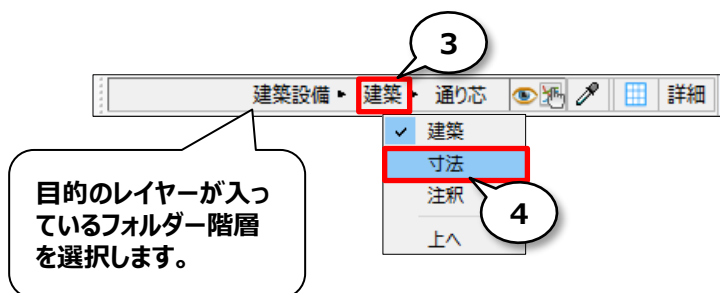 3
建築設備 ▸ 建築 ▸ 通り芯 詳細
✓ 建築
寸法
注釈
上へ
4
目的のレイヤーが入っ
ているフォルダー階層
を選択します。